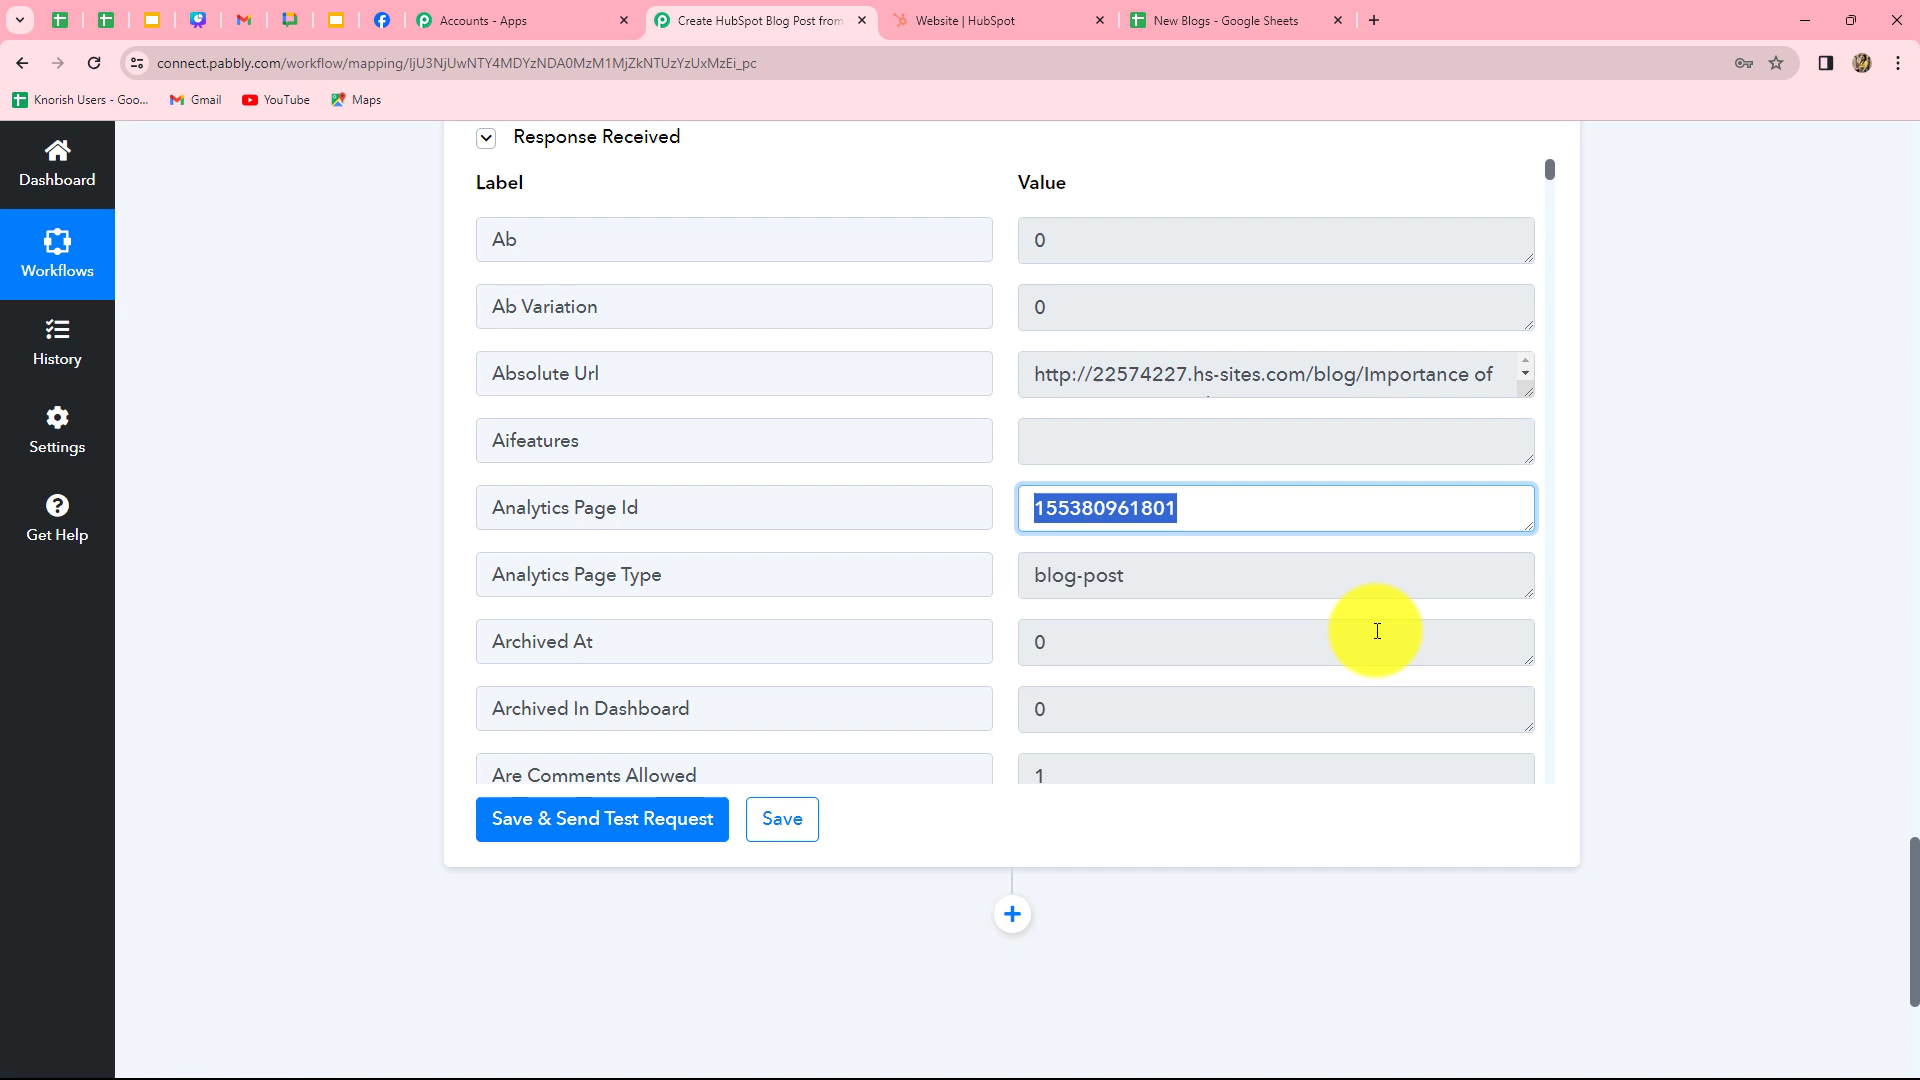 Accounts - Apps
Create HubSpot Blog Post from
Website | HubSpot
New Blogs - Google Sheets
connect.pabbly.com/workflow/mapping/IjU3NjUwNTY4MDYzNDA0MzM1MjZkNTUzYzUxMzEi_pc
Knorish Users - Goo...
Gmail
YouTube
Maps
Dashboard
Workflows
History
Settings
Get Help
Response Received
Label Value
Ab 0
Ab Variation 0
Absolute Url http://22574227.hs-sites.com/blog/Importance of
Aifeatures
Analytics Page Id 155380961801
Analytics Page Type blog-post
Archived At 0
Archived In Dashboard 0
Are Comments Allowed 1
Save & Send Test Request Save